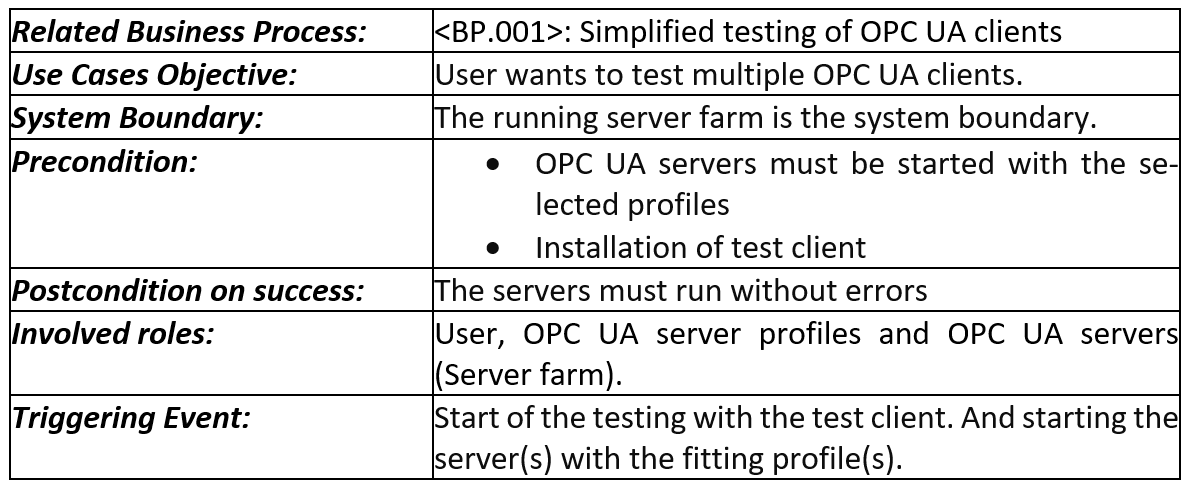 Related Business Process: <BP.001>: Simplified testing of OPC UA clients
Use Cases Objective: User wants to test multiple OPC UA clients.
System Boundary: The running server farm is the system boundary.
Precondition: • OPC UA servers must be started with the se-
lected profiles
• Installation of test client
Postcondition on success: The servers must run without errors
Involved roles: User, OPC UA server profiles and OPC UA servers
(Server farm).
Triggering Event: Start of the testing with the test client. And starting the
server(s) with the fitting profile(s).